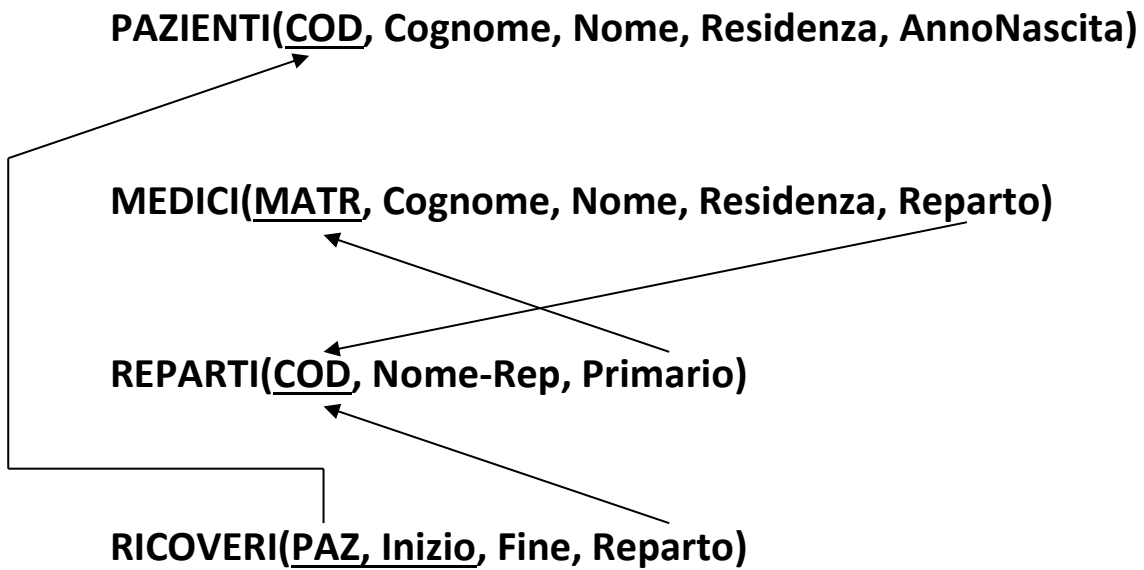 PAZIENTI(COD, Cognome, Nome, Residenza, AnnoNascita)
MEDICI(MATR, Cognome, Nome, Residenza, Reparto)
REPARTI(COD, Nome-Rep, Primario)
RICOVERI(PAZ, Inizio, Fine, Reparto)